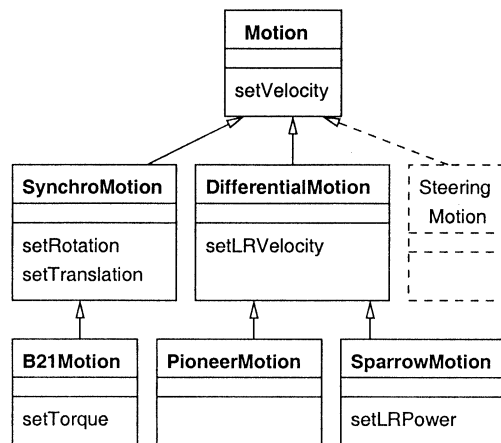 Motion
setVelocity
SynchroMotion
setRotation
setTranslation
DifferentialMotion
setLRVelocity
Steering
Motion
B21Motion
setTorque
PioneerMotion
SparrowMotion
setLRPower